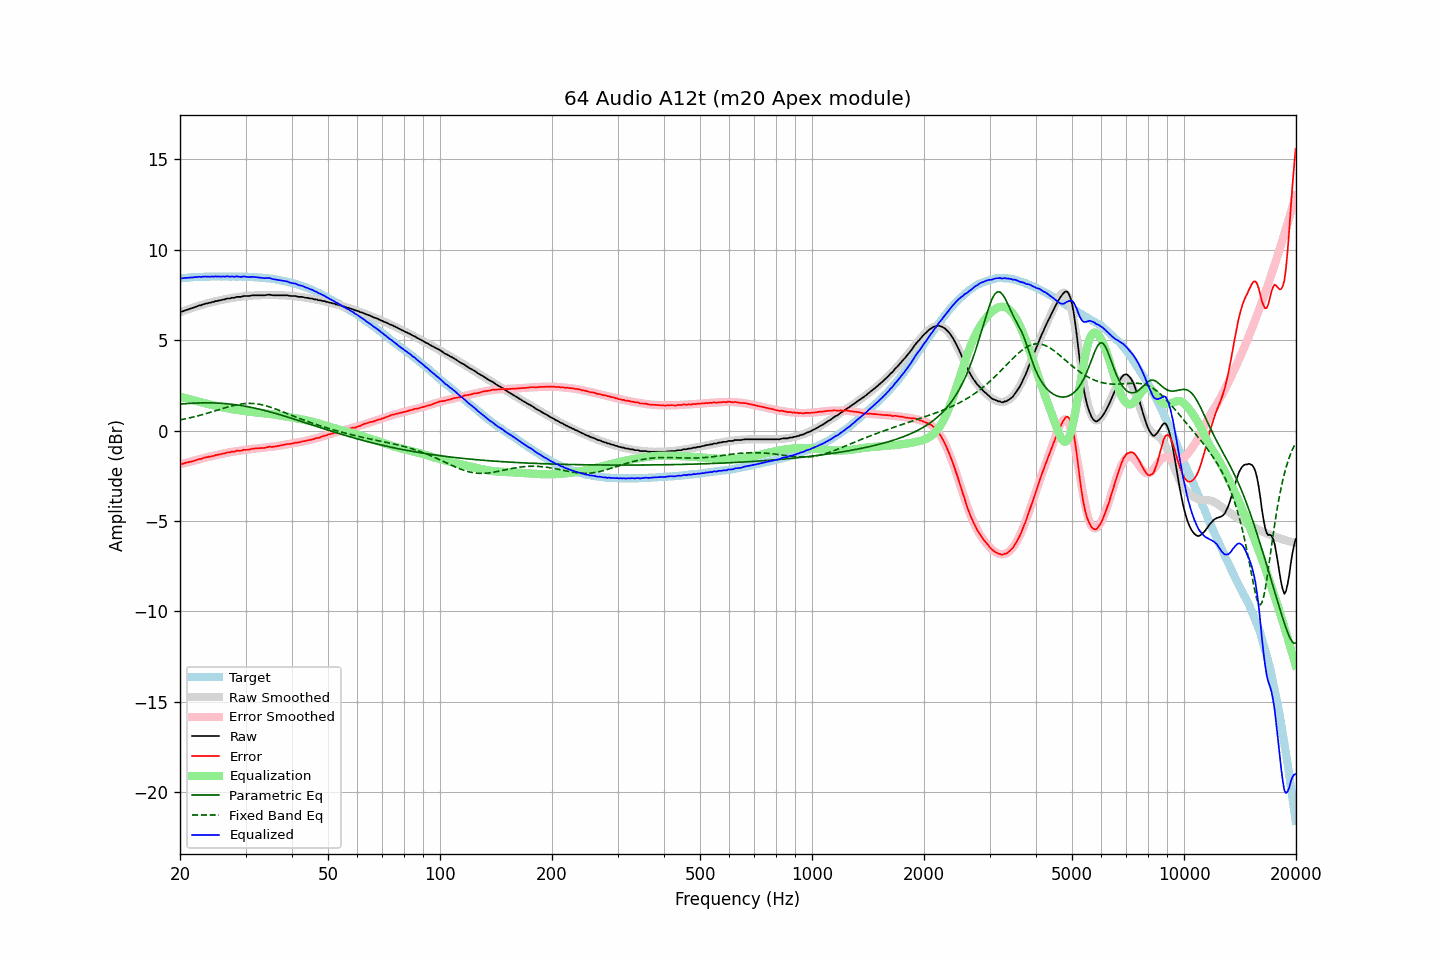 64 Audio A12t (m20 Apex module)
Amplitude (dBr)
15
10
5
0
−5
−10
−15
−20
Target
Raw Smoothed
Error Smoothed
Raw
Error
Equalization
Parametric Eq
Fixed Band Eq
Equalized
20 50 100 200 500 1000 2000 5000 10000 20000
Frequency (Hz)